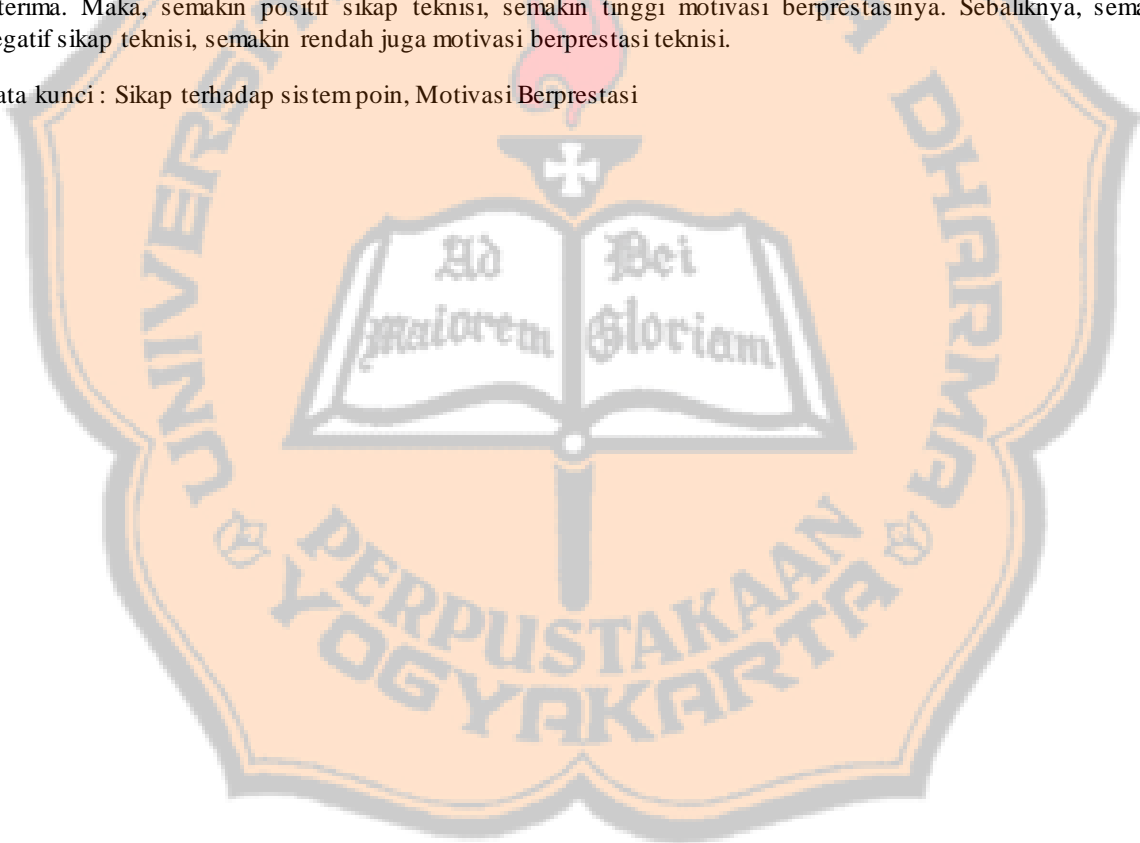 terima. Maka, semakin positif sikap teknisi, semakin tinggi motivasi berprestasinya. Sebaliknya, sema
egatif sikap teknisi, semakin rendah juga motivasi berprestasi teknisi.
ata kunci : Sikap terhadap sistem poin, Motivasi Berprestasi
DHARMA
Ad Dei
maiorem Gloriam
PERPUSTAKAAN
YOGYAKARTA